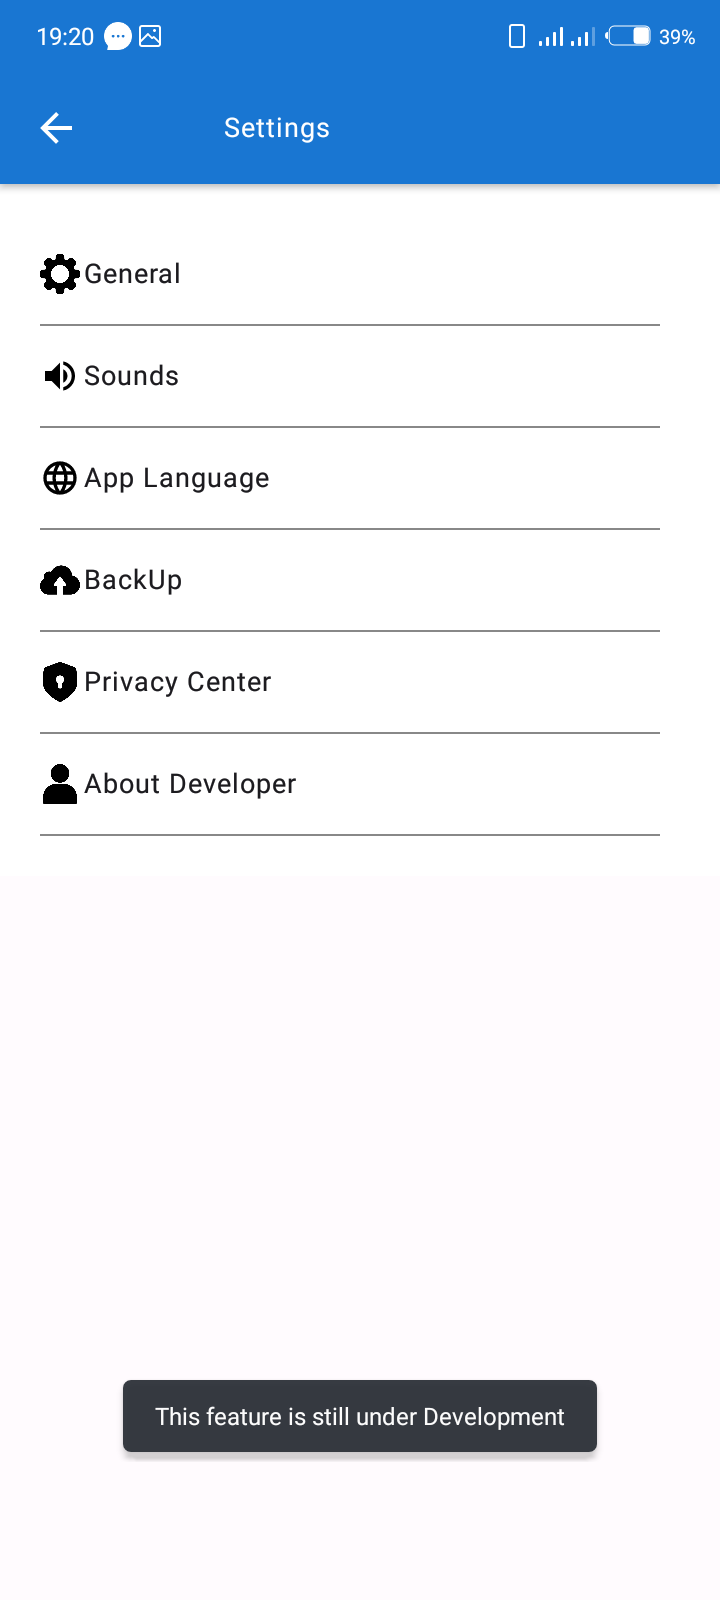 19:20
39%
Settings
General
Sounds
App Language
BackUp
Privacy Center
About Developer
This feature is still under Development